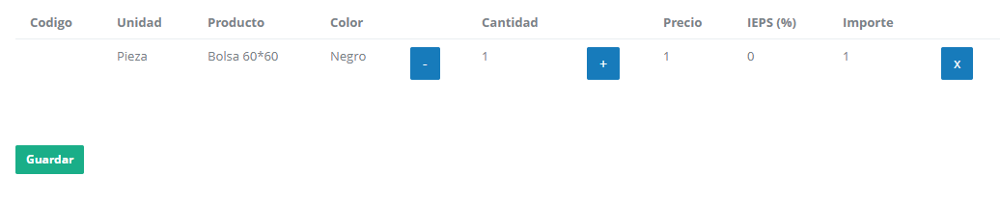 Codigo Unidad Producto Color Cantidad Precio IEPS (%) Importe
Pieza Bolsa 60*60 Negro - 1 + 1 0 1 x
Guardar